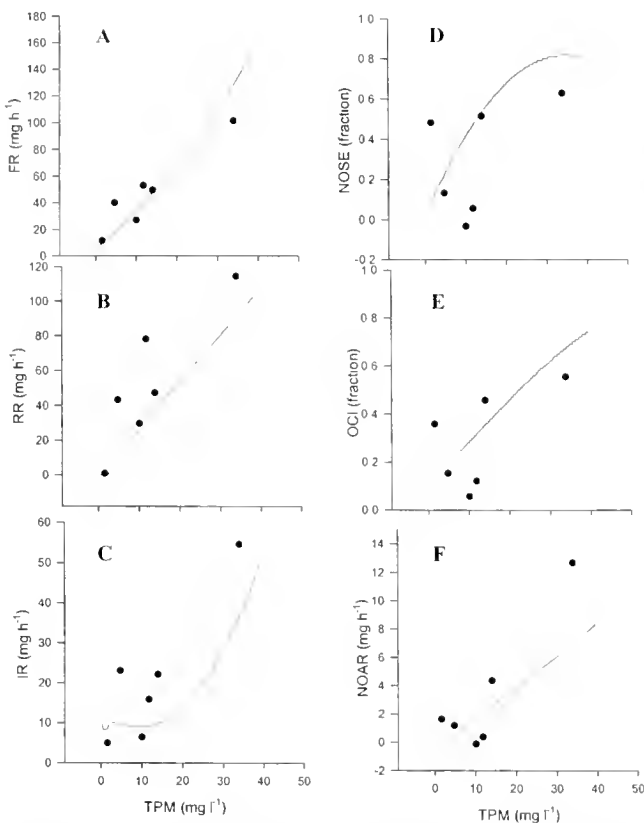 A
180
160
140
120
100
80
60
40
20
0
FR (mg h⁻¹)
D
1 0
0 8
0 6
0 4
0 2
0 0
-0 2
NOSE (fraction)
B
120
100
80
60
40
20
0
RR (mg h⁻¹)
E
1 0
0 8
0 6
0 4
0 2
0 0
OCI (fraction)
C
60
50
40
30
20
10
0
IR (mg h⁻¹)
0 10 20 30 40 50
TPM (mg l⁻¹)
F
14
12
10
8
6
4
2
0
-2
NOAR (mg h⁻¹)
0 10 20 30 40 50
TPM (mg l⁻¹)